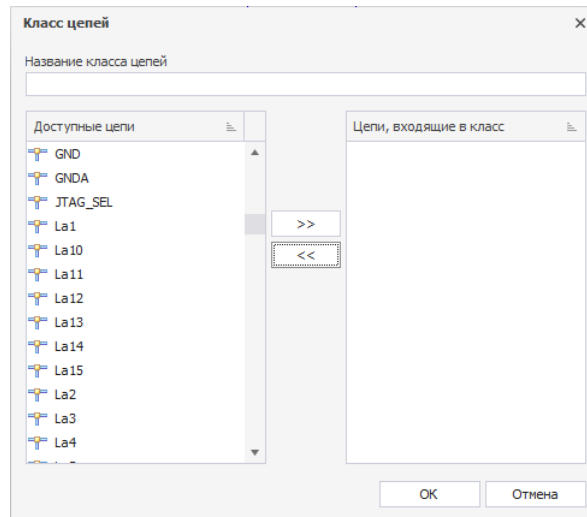 Класс цепей
Название класса цепей
Доступные цепи
Цепи, входящие в класс
GND
GNDA
JTAG_SEL
La1
La10
La11
La12
La13
La14
La15
La2
La3
La4
>>
<<
OK
Отмена